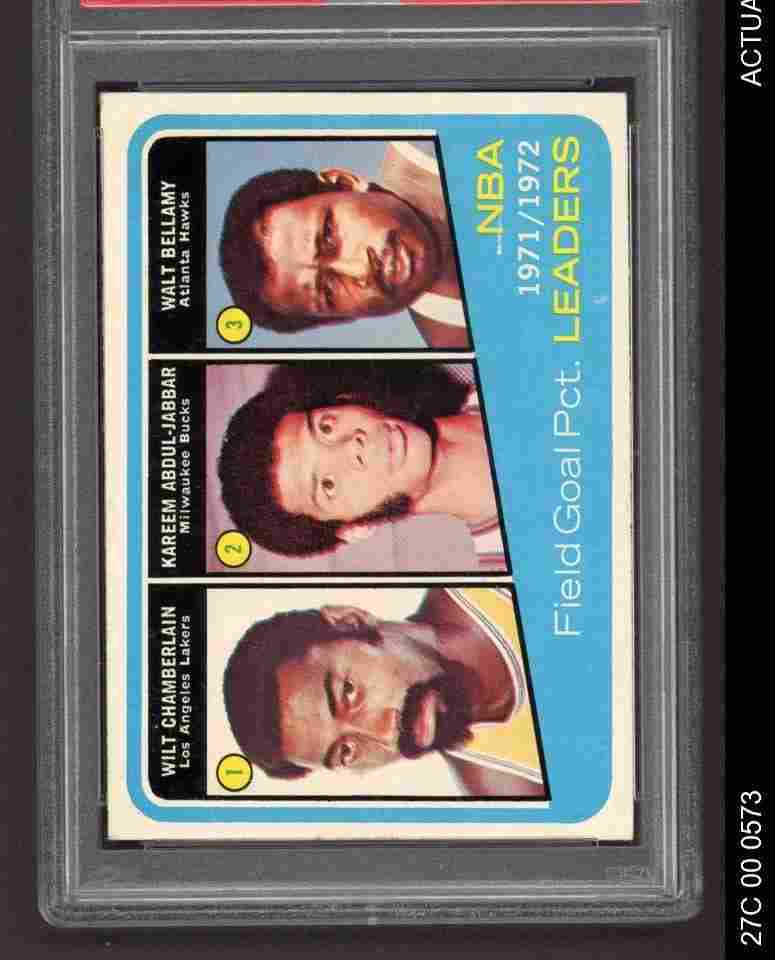 1
WILT CHAMBERLAIN
Los Angeles Lakers
2
KAREEM ABDUL-JABBAR
Milwaukee Bucks
3
WALT BELLAMY
Atlanta Hawks
NBA
1971/1972
Field Goal Pct. LEADERS
27C 00 0573
ACTUA